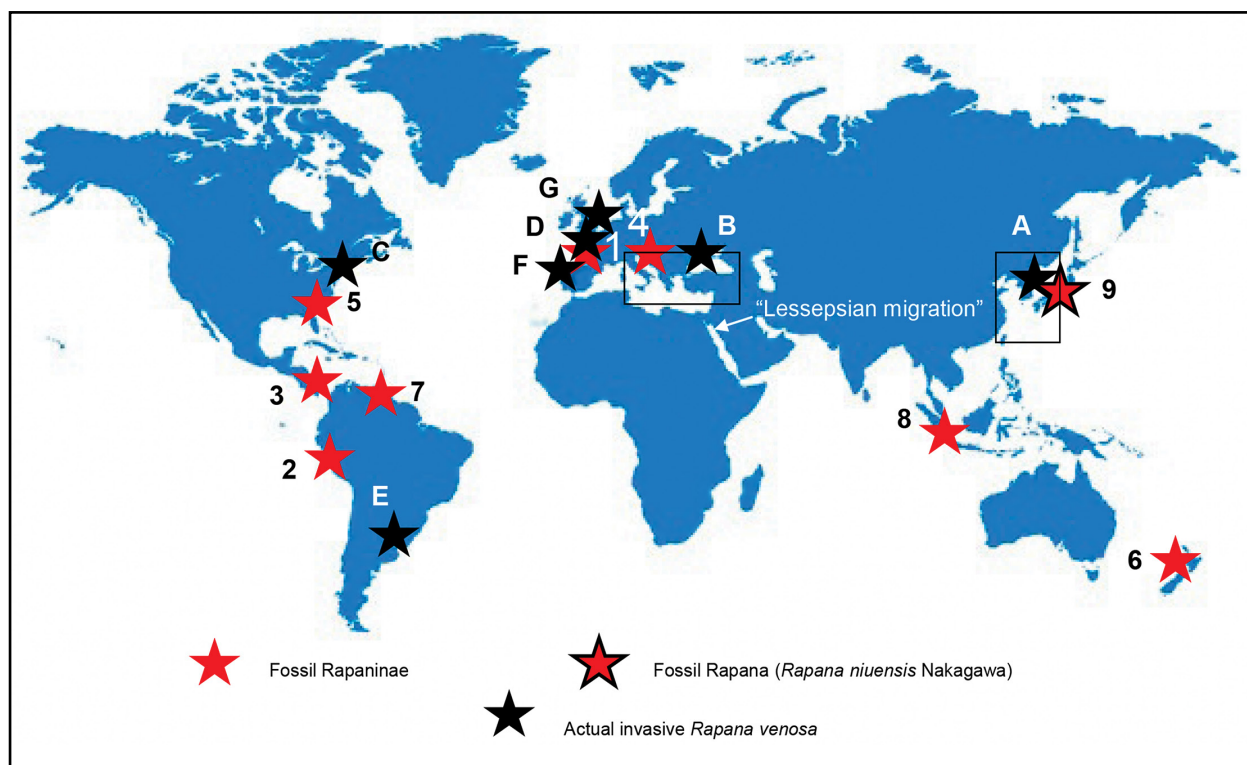 G
D
4
B
A
1
C
F
5
9
“Lessepsian migration”
3
7
8
2
E
6
Fossil Rapaninae
Fossil Rapana (Rapana niuensis Nakagawa)
Actual invasive Rapana venosa